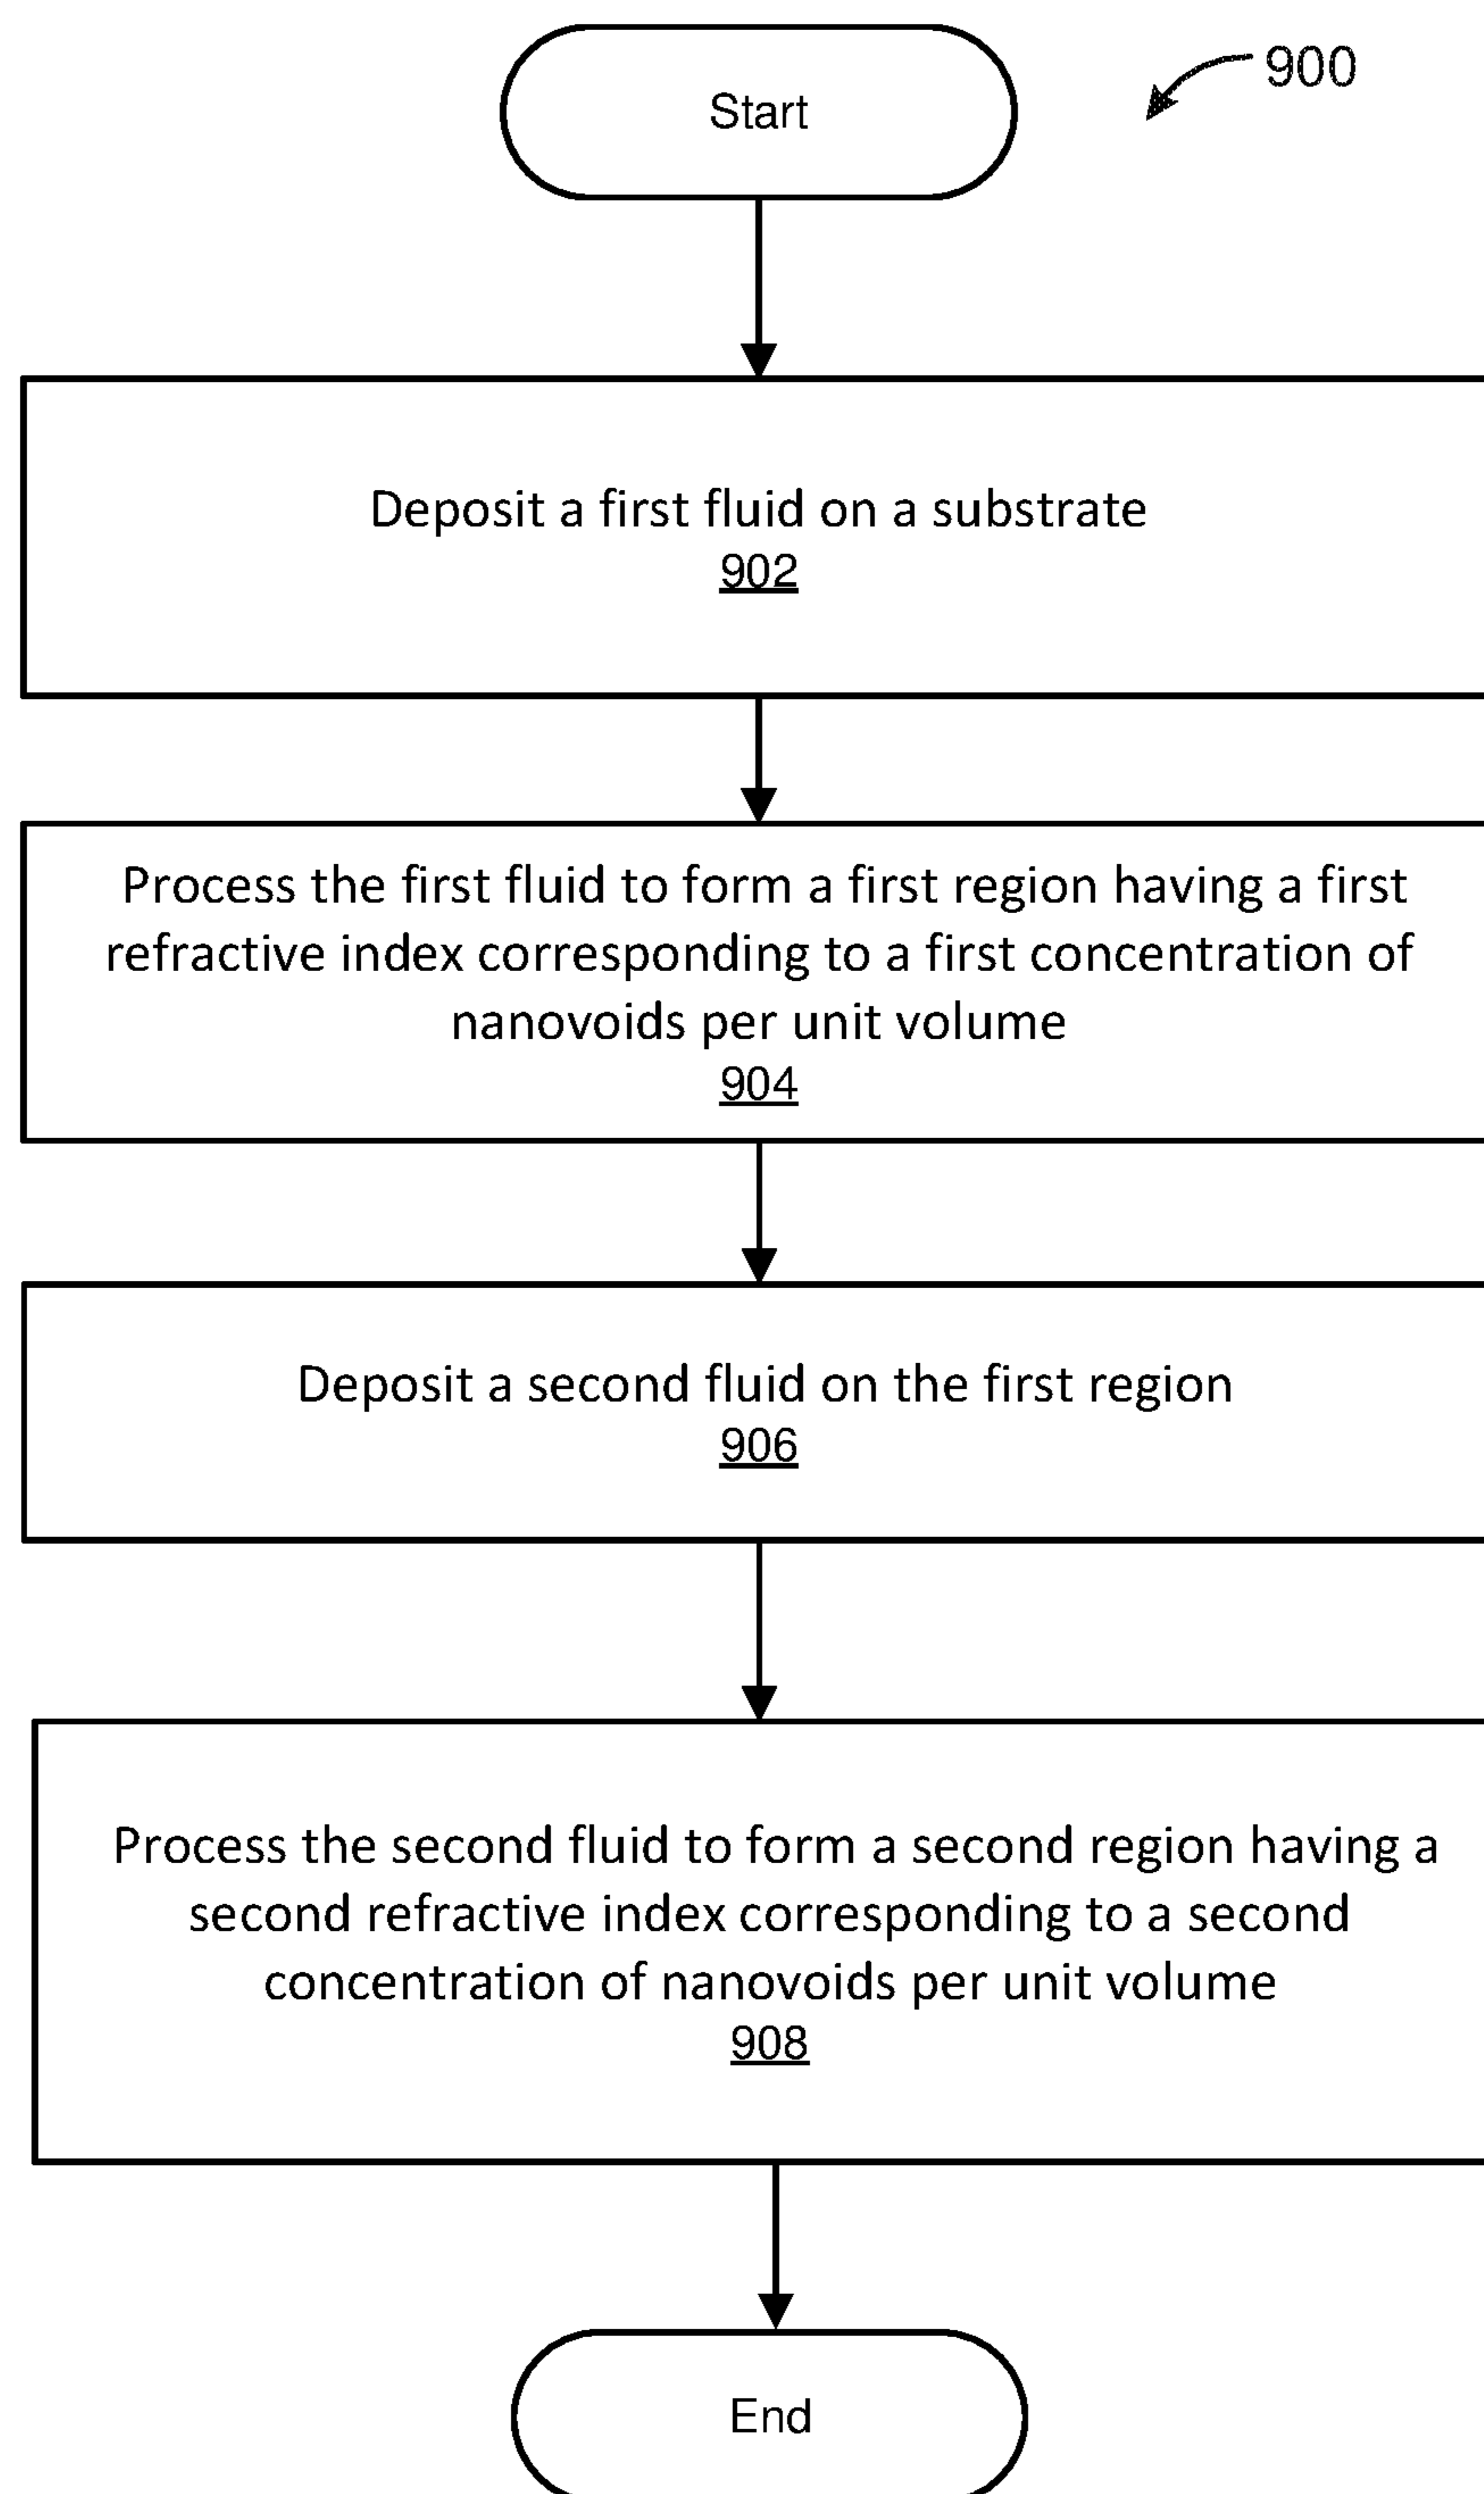 Start
900
Deposit a first fluid on a substrate
902
Process the first fluid to form a first region having a first
refractive index corresponding to a first concentration of
nanovoids per unit volume
904
Deposit a second fluid on the first region
906
Process the second fluid to form a second region having a
second refractive index corresponding to a second
concentration of nanovoids per unit volume
908
End